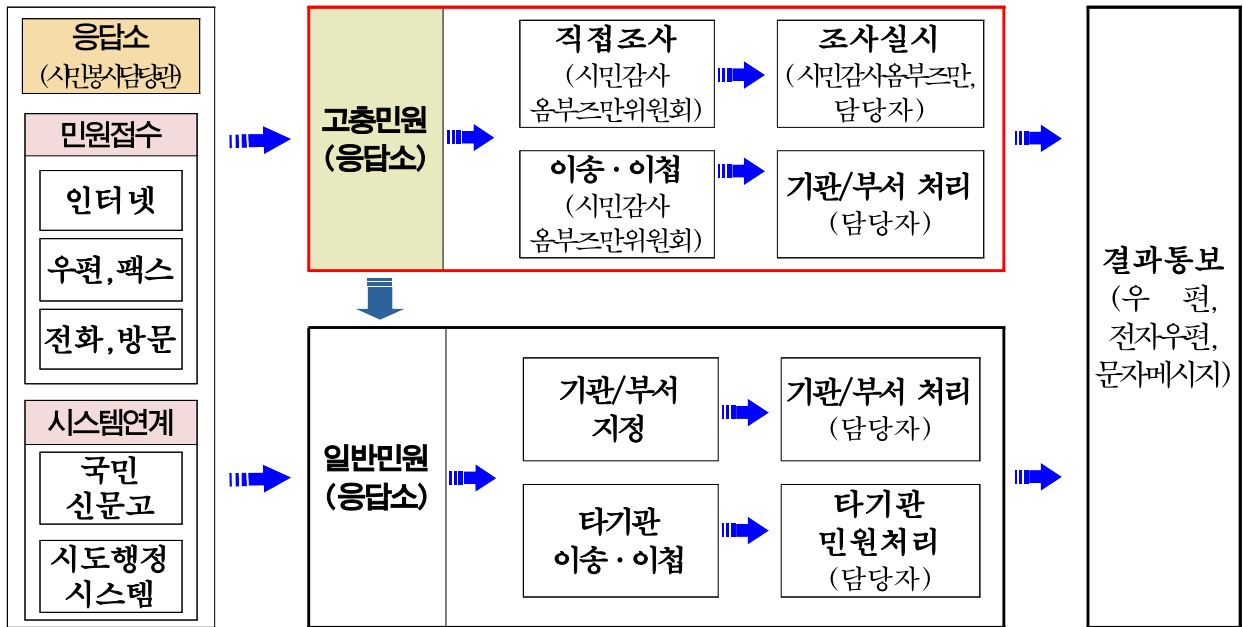 응답소
(시민봉사담당관)
민원접수
인터넷
우편,팩스
전화,방문
시스템연계
국민
신문고
시도행정
시스템
고충민원
(응답소)
직접조사
(시민감사
옴부즈만위원회)
조사실시
(시민감사옴부즈만,
담당자)
이송·이첩
(시민감사
옴부즈만위원회)
기관/부서 처리
(담당자)
일반민원
(응답소)
기관/부서
지정
기관/부서 처리
(담당자)
타기관
이송·이첩
타기관
민원처리
(담당자)
결과통보
(우 편,
전자우편,
문자메시지)